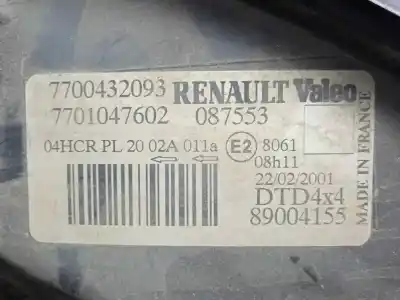 7700432093 RENAULT Valeo
7701047602 087553
04HCR PL 20 02A 011a E2 8061
08h11
22/02/2001
DTD4x4
89004155
MADE IN FRANCE